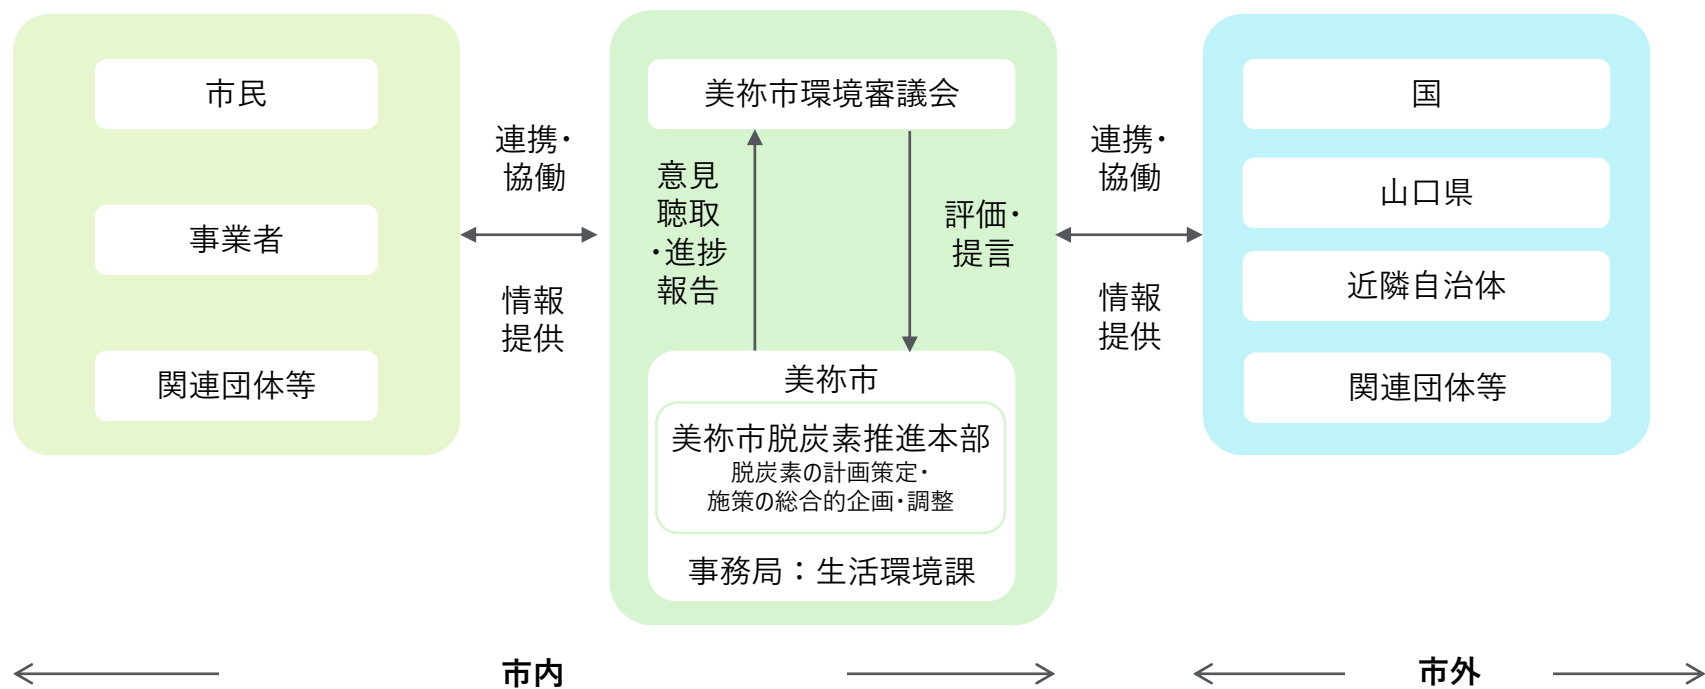 市民
事業者
関連団体等
連携・
協働
情報
提供
美祢市環境審議会
意見
聴取
・進捗
報告
評価・
提言
美祢市
美祢市脱炭素推進本部
脱炭素の計画策定・
施策の総合的企画・調整
事務局：生活環境課
連携・
協働
情報
提供
国
山口県
近隣自治体
関連団体等
市内
市外